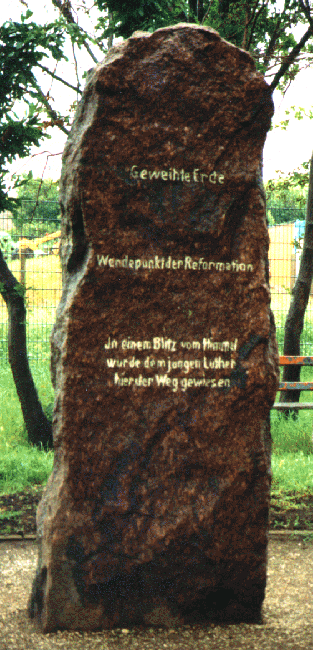 Geweihte Erde
Wendepunkt der Reformation
In einem Blitz vom Himmel
wurde dem jungen Luther
hier der Weg gewiesen